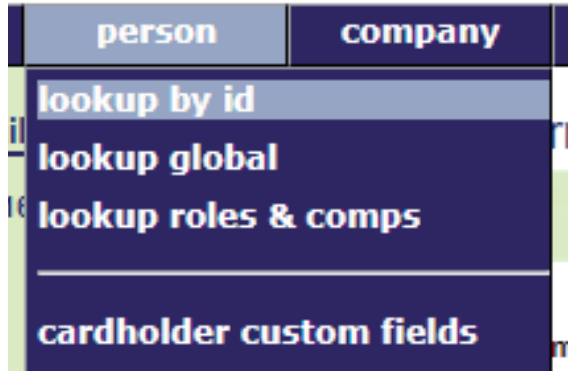 person company
lookup by id
lookup global
lookup roles & comps
cardholder custom fields